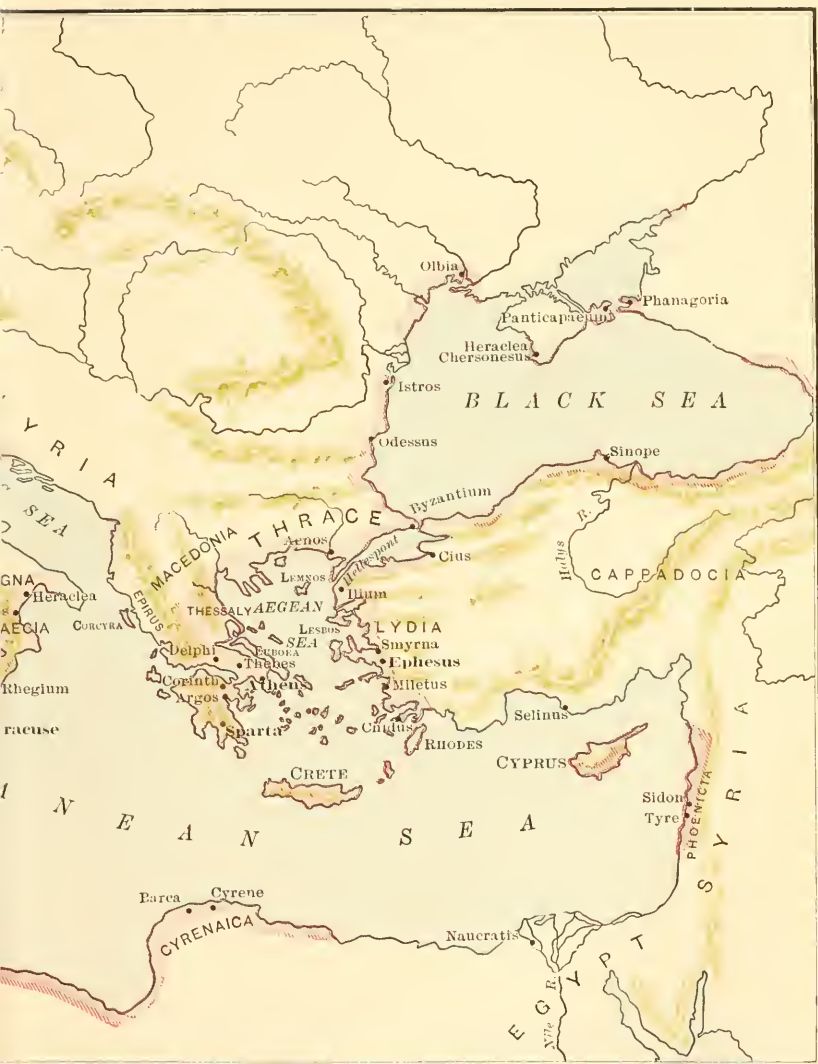 Olbia
Phanagoria
Panticapaeum
Heraclea
Chersonesus
Istros
BLACK SEA
Odessus
Sinope
YRIA
SEA
Byzantium
THRACE
Aenos
Hellespont
Cius
Halys R.
CAPPADOCIA
MACEDONIA
LEMNOS
Ilium
GNA
Heraclea
s
AECIA
EPIRUS
CORCYRA
THESSALY
AEGEAN
SEA
LESBOS
LYDIA
EUBOEA
Smyrna
Delphi
Thebes
Ephesus
Corinth
Athens
Miletus
Argos
Rhegium
Sparta
Cnidus
RHODES
Selinus
racuse
CYPRUS
CRETE
SYRIA
Sidon
Tyre
PHOENICIA
NEAN SEA
Barca
Cyrene
CYRENAICA
Naucratis
EGYPT
Nile R.